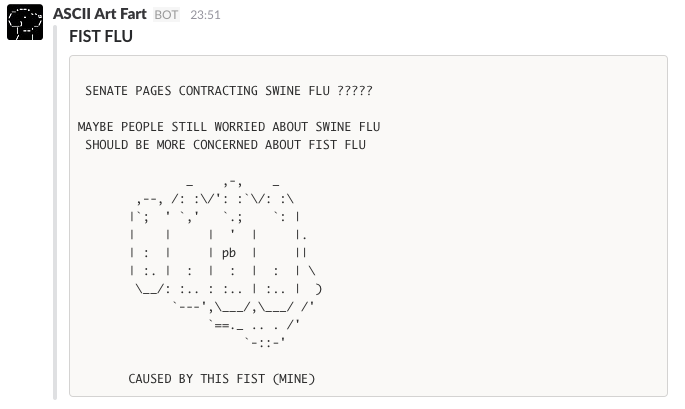 ASCII Art Fart BOT 23:51
FIST FLU
SENATE PAGES CONTRACTING SWINE FLU ?????
MAYBE PEOPLE STILL WORRIED ABOUT SWINE FLU
SHOULD BE MORE CONCERNED ABOUT FIST FLU
               _    ,-,    _
        ,--, /: :\/': :`\/: :\
       |`;  ' `,'   `.;    `: |
       |    |     |  '  |     |.
       | :  |     | pb  |     ||
       | :. |  :  |  :  |  :  | \
        \__/: :.. : :.. | :.. |  )
             `---',\___/,\___/ /'
                  `==._ .. . /'
                       `-::-'
CAUSED BY THIS FIST (MINE)